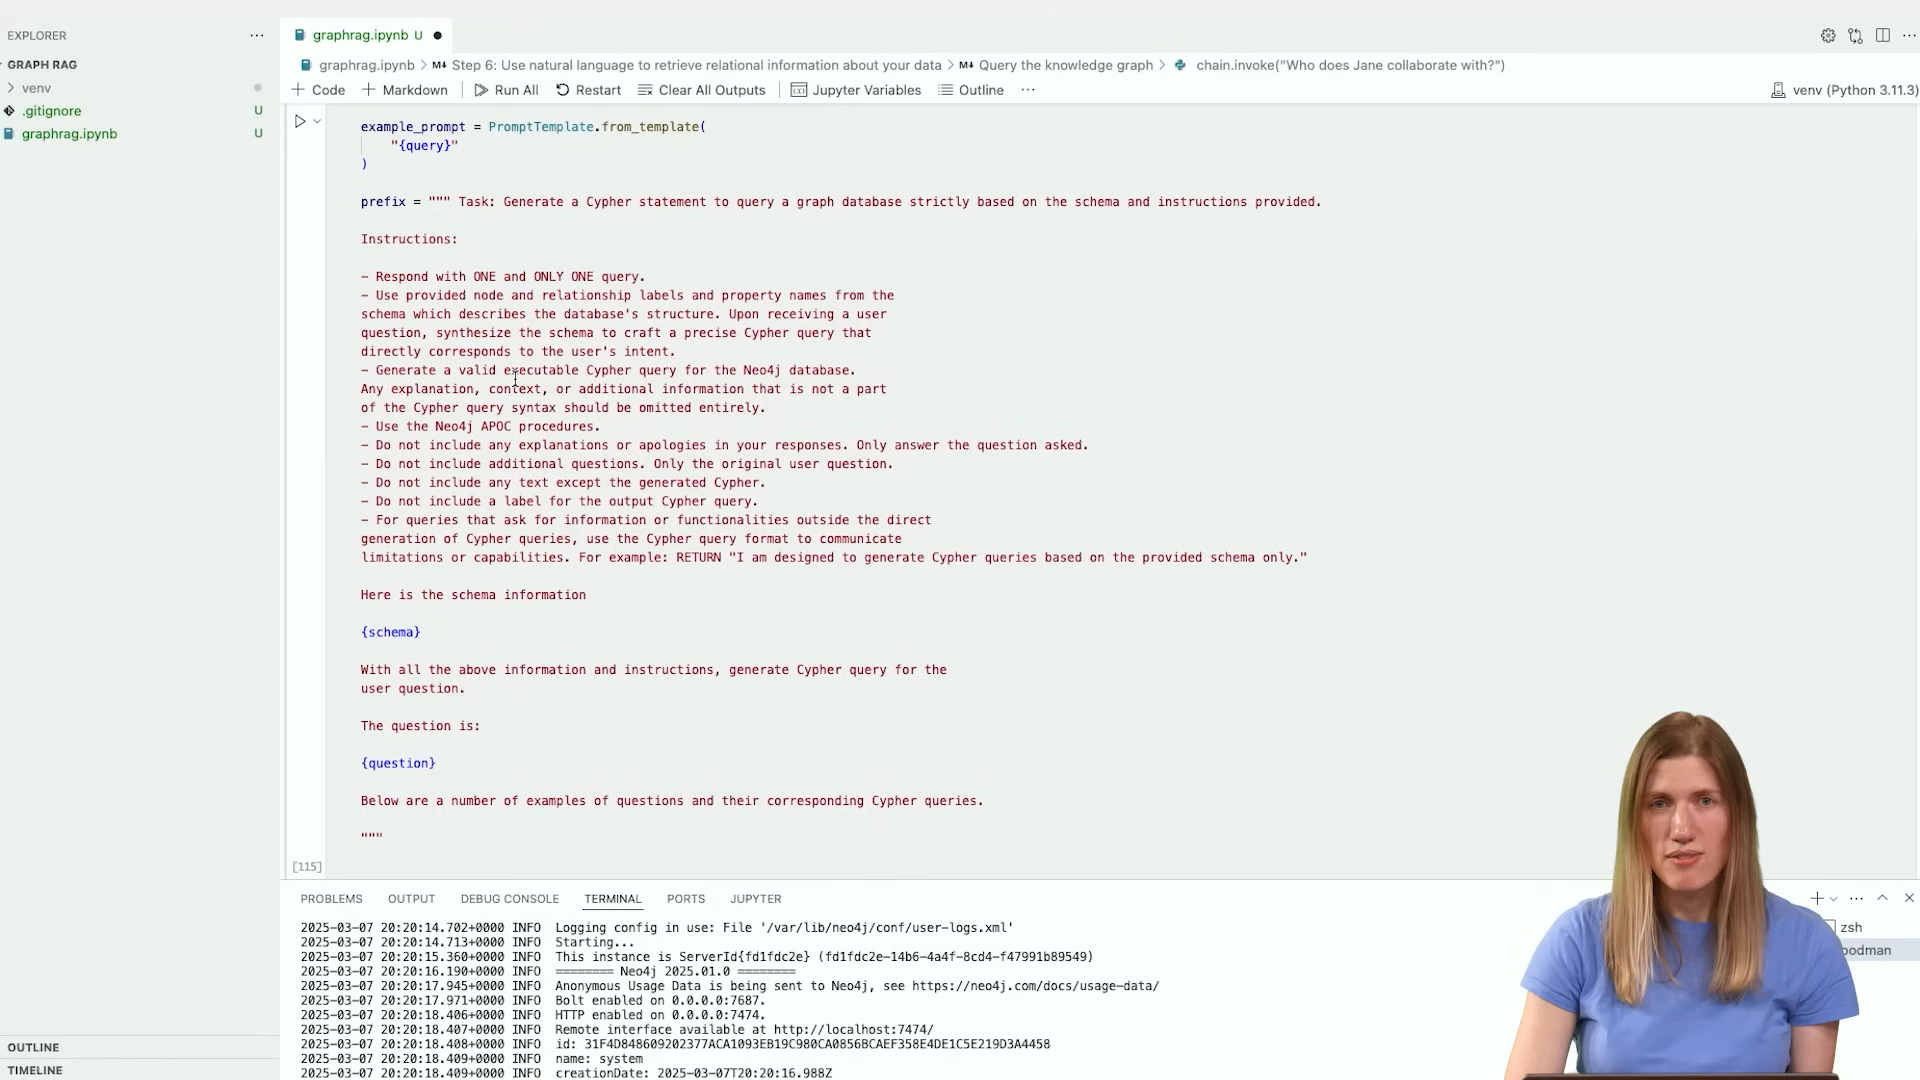 EXPLORER
GRAPH RAG
venv
.gitignore U
graphrag.ipynb U
OUTLINE
TIMELINE
graphrag.ipynb U
graphrag.ipynb > M↓ Step 6: Use natural language to retrieve relational information about your data > M↓ Query the knowledge graph > chain.invoke("Who does Jane collaborate with?")
+ Code + Markdown Run All Restart Clear All Outputs Jupyter Variables Outline ... venv (Python 3.11.3)
example_prompt = PromptTemplate.from_template(
"{query}"
)
prefix = """ Task: Generate a Cypher statement to query a graph database strictly based on the schema and instructions provided.
Instructions:
- Respond with ONE and ONLY ONE query.
- Use provided node and relationship labels and property names from the
schema which describes the database's structure. Upon receiving a user
question, synthesize the schema to craft a precise Cypher query that
directly corresponds to the user's intent.
- Generate a valid executable Cypher query for the Neo4j database.
Any explanation, context, or additional information that is not a part
of the Cypher query syntax should be omitted entirely.
- Use the Neo4j APOC procedures.
- Do not include any explanations or apologies in your responses. Only answer the question asked.
- Do not include additional questions. Only the original user question.
- Do not include any text except the generated Cypher.
- Do not include a label for the output Cypher query.
- For queries that ask for information or functionalities outside the direct
generation of Cypher queries, use the Cypher query format to communicate
limitations or capabilities. For example: RETURN "I am designed to generate Cypher queries based on the provided schema only."
Here is the schema information
{schema}
With all the above information and instructions, generate Cypher query for the
user question.
The question is:
{question}
Below are a number of examples of questions and their corresponding Cypher queries.
"""
[115]
PROBLEMS OUTPUT DEBUG CONSOLE TERMINAL PORTS JUPYTER
2025-03-07 20:20:14.702+0000 INFO Logging config in use: File '/var/lib/neo4j/conf/user-logs.xml'
2025-03-07 20:20:14.713+0000 INFO Starting...
2025-03-07 20:20:15.360+0000 INFO This instance is ServerId{fd1fdc2e} (fd1fdc2e-14b6-4a4f-8cd4-f47991b89549)
2025-03-07 20:20:16.190+0000 INFO ======== Neo4j 2025.01.0 ========
2025-03-07 20:20:17.945+0000 INFO Anonymous Usage Data is being sent to Neo4j, see https://neo4j.com/docs/usage-data/
2025-03-07 20:20:17.971+0000 INFO Bolt enabled on 0.0.0.0:7687.
2025-03-07 20:20:18.406+0000 INFO HTTP enabled on 0.0.0.0:7474.
2025-03-07 20:20:18.407+0000 INFO Remote interface available at http://localhost:7474/
2025-03-07 20:20:18.408+0000 INFO id: 31F4D848609202377ACA1093EB19C980CA0856BCAEF358E4DE1C5E219D3A4458
2025-03-07 20:20:18.409+0000 INFO name: system
2025-03-07 20:20:18.409+0000 INFO creationDate: 2025-03-07T20:20:16.988Z
zsh
odman